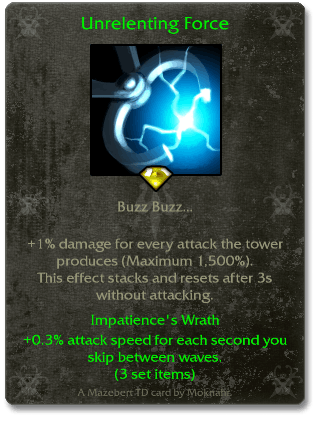 Unrelenting Force
Buzz Buzz...
+1% damage for every attack the tower
produces (Maximum 1,500%).
This effect stacks and resets after 3s
without attacking.
Impatience's Wrath
+0.3% attack speed for each second you
skip between waves.
(3 set items)
A Mazebert TD card by Moknahr.